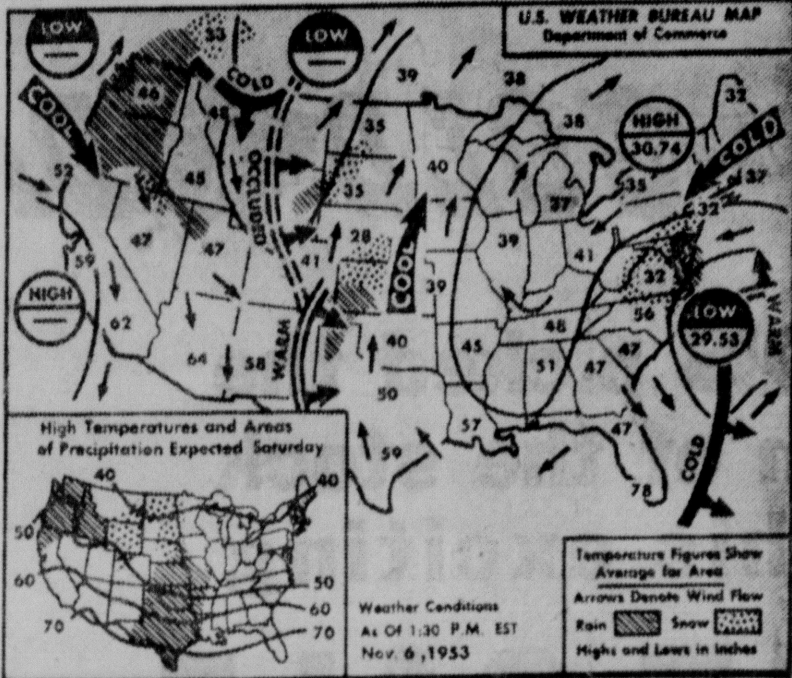 U.S. WEATHER BUREAU MAP
Department of Commerce
LOW
33
LOW
COLD
39
38
32
COOL
46
48
35
38
HIGH
30.74
COLD
OCCLUDED
40
52
45
35
35
37
37
32
47
47
28
39
41
32
59
41
COOL
39
56
LOW
29.53
WARM
HIGH
62
48
64
58
WARM
40
45
51
47
47
50
57
47
59
78
COLD
High Temperatures and Areas
of Precipitation Expected Saturday
40
40
50
60
50
70
60
70
Weather Conditions
As Of 1:30 P.M. EST
Nov. 6, 1953
Temperature Figures Show
Average for Area
Arrows Denote Wind Flow
Rain Snow
Highs and Lows in Inches